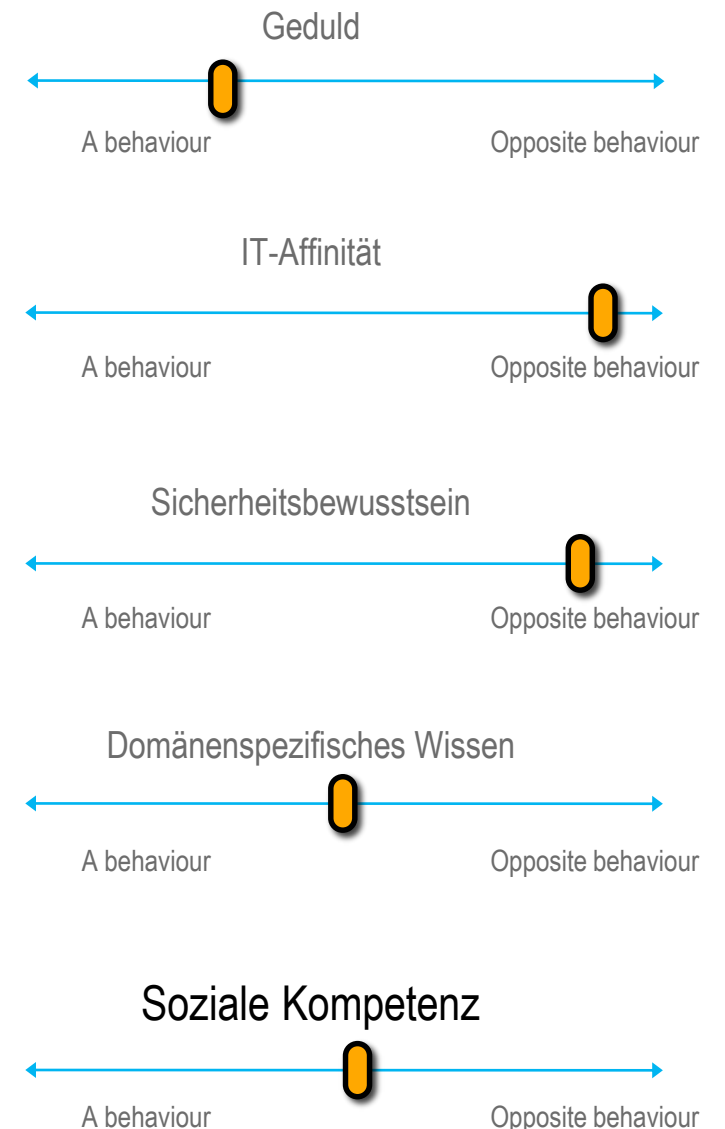 Geduld
A behaviour Opposite behaviour
IT-Affinität
A behaviour Opposite behaviour
Sicherheitsbewusstsein
A behaviour Opposite behaviour
Domänenspezifisches Wissen
A behaviour Opposite behaviour
Soziale Kompetenz
A behaviour Opposite behaviour